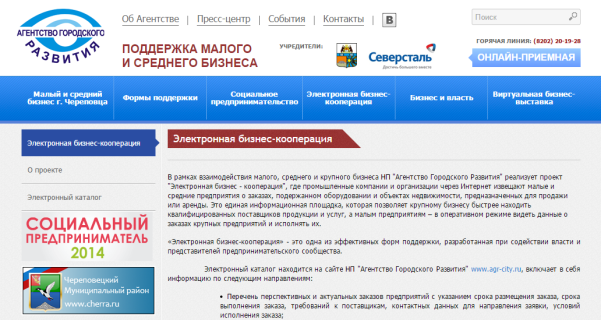 Об Агентстве | Пресс-центр | События | Контакты | В
Поиск
АГЕНТСТВО ГОРОДСКОГО
РАЗВИТИЯ
ПОДДЕРЖКА МАЛОГО
И СРЕДНЕГО БИЗНЕСА
УЧРЕДИТЕЛИ:
Северсталь
Достичь большего вместе
ГОРЯЧАЯ ЛИНИЯ: (8202) 20-19-28
ОНЛАЙН-ПРИЕМНАЯ
Малый и средний
бизнес г. Череповца
Формы поддержки
Социальное
предпринимательство
Электронная бизнес-
кооперация
Бизнес и власть
Виртуальная бизнес-
выставка
Электронная бизнес-кооперация
О проекте
Электронный каталог
СОЦИАЛЬНЫЙ
ПРЕДПРИНИМАТЕЛЬ
2014
Череповецкий
Муниципальный район
www.cherra.ru
Электронная бизнес-кооперация
В рамках взаимодействия малого, среднего и крупного бизнеса НП "Агентство Городского Развития" реализует проект
"Электронная бизнес - кооперация", где промышленные компании и организации через Интернет извещают малые и
средние предприятия о заказах, подержанном оборудовании и объектах недвижимости, предназначенных для продажи
или аренды. Это единая информационная площадка, которая позволяет крупному бизнесу быстрее находить
квалифицированных поставщиков продукции и услуг, а малым предприятиям – в оперативном режиме видеть данные о
заказах крупных предприятий и исполнять их.
«Электронная бизнес-кооперация» - это одна из эффективных форм поддержки, разработанная при содействии власти и
представителей предпринимательского сообщества.
Электронный каталог находится на сайте НП "Агентство Городского Развития" www.agr-city.ru, включает в себя
информацию по следующим направлениям:
• Перечень перспективных и актуальных заказов предприятий с указанием срока размещения заказа, срока
выполнения заказа, требований к поставщикам, контактных данных для направления заявки, условий
исполнения заказа;